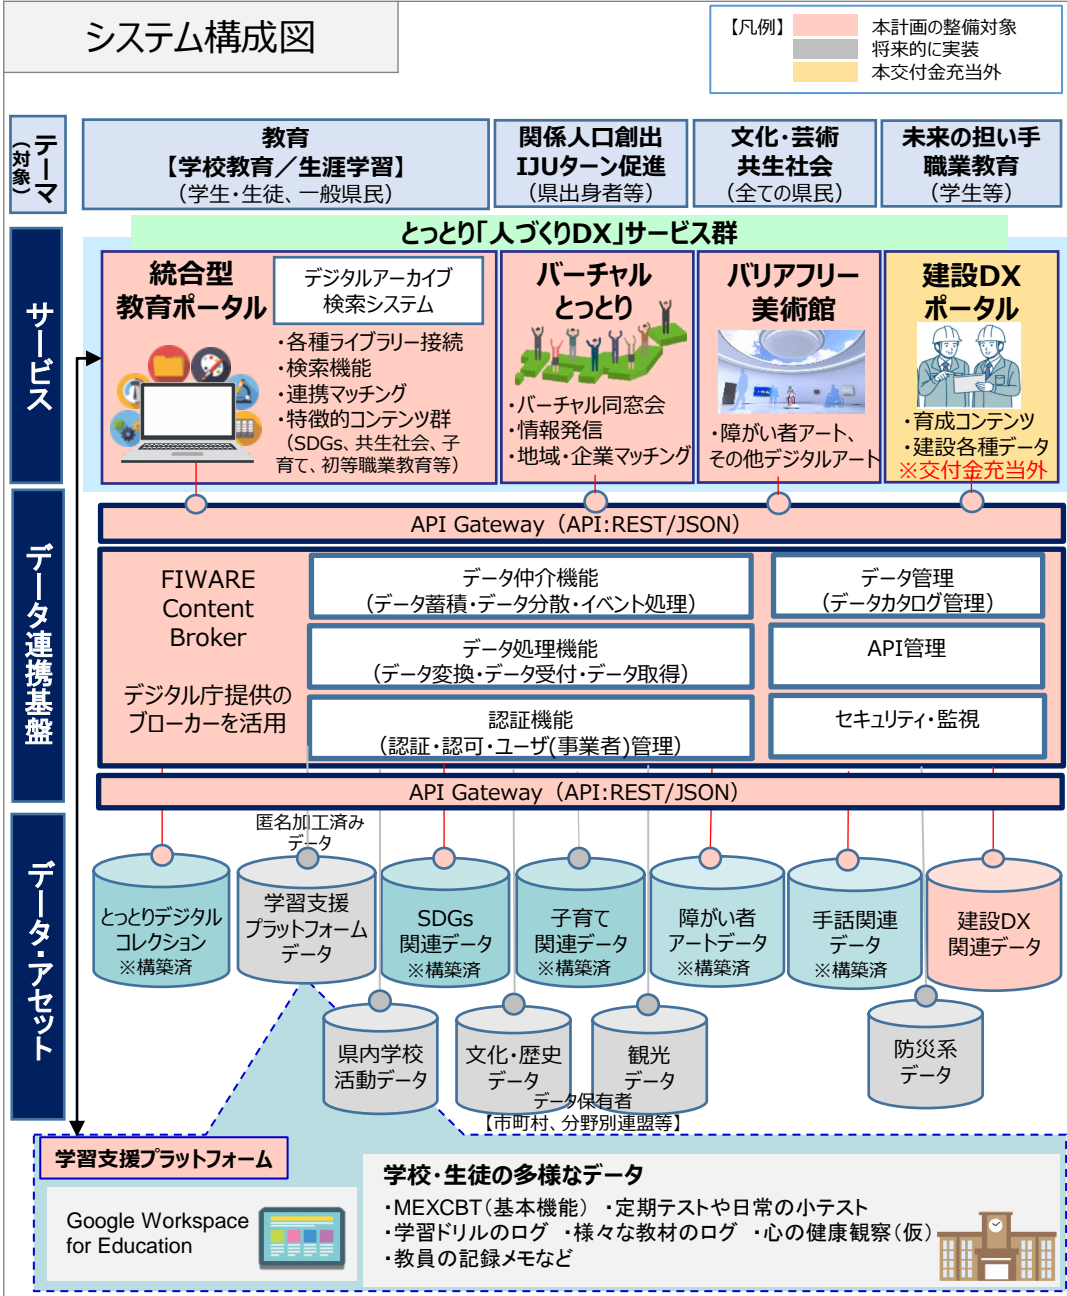 システム構成図
【凡例】
本計画の整備対象
将来的に実装
本交付金充当外
テーマ
(対象)
教育
【学校教育／生涯学習】
(学生・生徒、一般県民)
関係人口創出
IJUターン促進
(県出身者等)
文化・芸術
共生社会
(全ての県民)
未来の担い手
職業教育
(学生等)
とっとり「人づくりDX」サービス群
サービス
統合型
教育ポータル
デジタルアーカイブ
検索システム
・各種ライブラリー接続
・検索機能
・連携マッチング
・特徴的コンテンツ群
(SDGs、共生社会、子
育て、初等職業教育等)
バーチャル
とっとり
・バーチャル同窓会
・情報発信
・地域・企業マッチング
バリアフリー
美術館
・障がい者アート、
その他デジタルアート
建設DX
ポータル
・育成コンテンツ
・建設各種データ
※交付金充当外
データ連携基盤
API Gateway（API:REST/JSON）
FIWARE
Content
Broker
デジタル庁提供の
ブローカーを活用
データ仲介機能
(データ蓄積・データ分散・イベント処理)
データ処理機能
(データ変換・データ受付・データ取得)
認証機能
(認証・認可・ユーザ(事業者)管理)
データ管理
(データカタログ管理)
API管理
セキュリティ・監視
API Gateway（API:REST/JSON）
データ・アセット
匿名加工済み
データ
とっとりデジタル
コレクション
※構築済
学習支援
プラットフォーム
データ
SDGs
関連データ
※構築済
子育て
関連データ
※構築済
障がい者
アートデータ
※構築済
手話関連
データ
※構築済
建設DX
関連データ
県内学校
活動データ
文化・歴史
データ
観光
データ
防災系
データ
データ保有者
【市町村、分野別連盟等】
学習支援プラットフォーム
Google Workspace
for Education
学校・生徒の多様なデータ
・MEXCBT（基本機能） ・定期テストや日常の小テスト
・学習ドリルのログ ・様々な教材のログ ・心の健康観察（仮）
・教員の記録メモなど